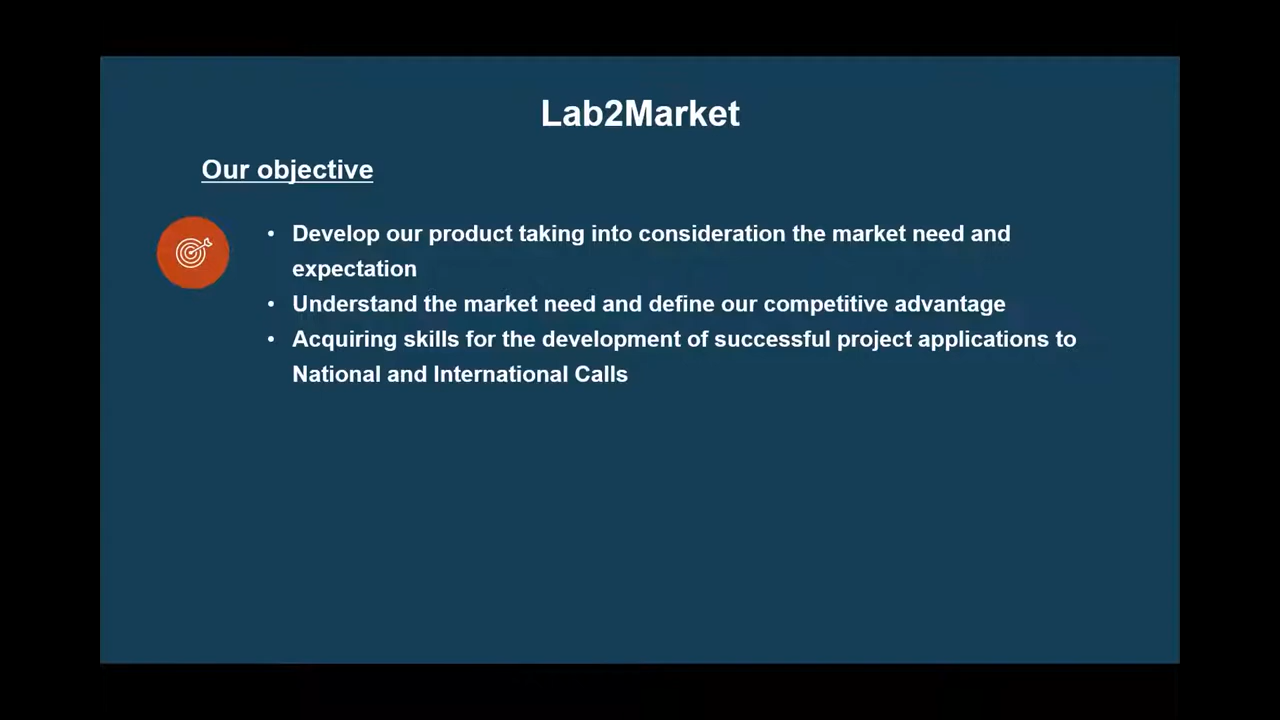 Lab2Market
Our objective
• Develop our product taking into consideration the market need and
expectation
• Understand the market need and define our competitive advantage
• Acquiring skills for the development of successful project applications to
National and International Calls